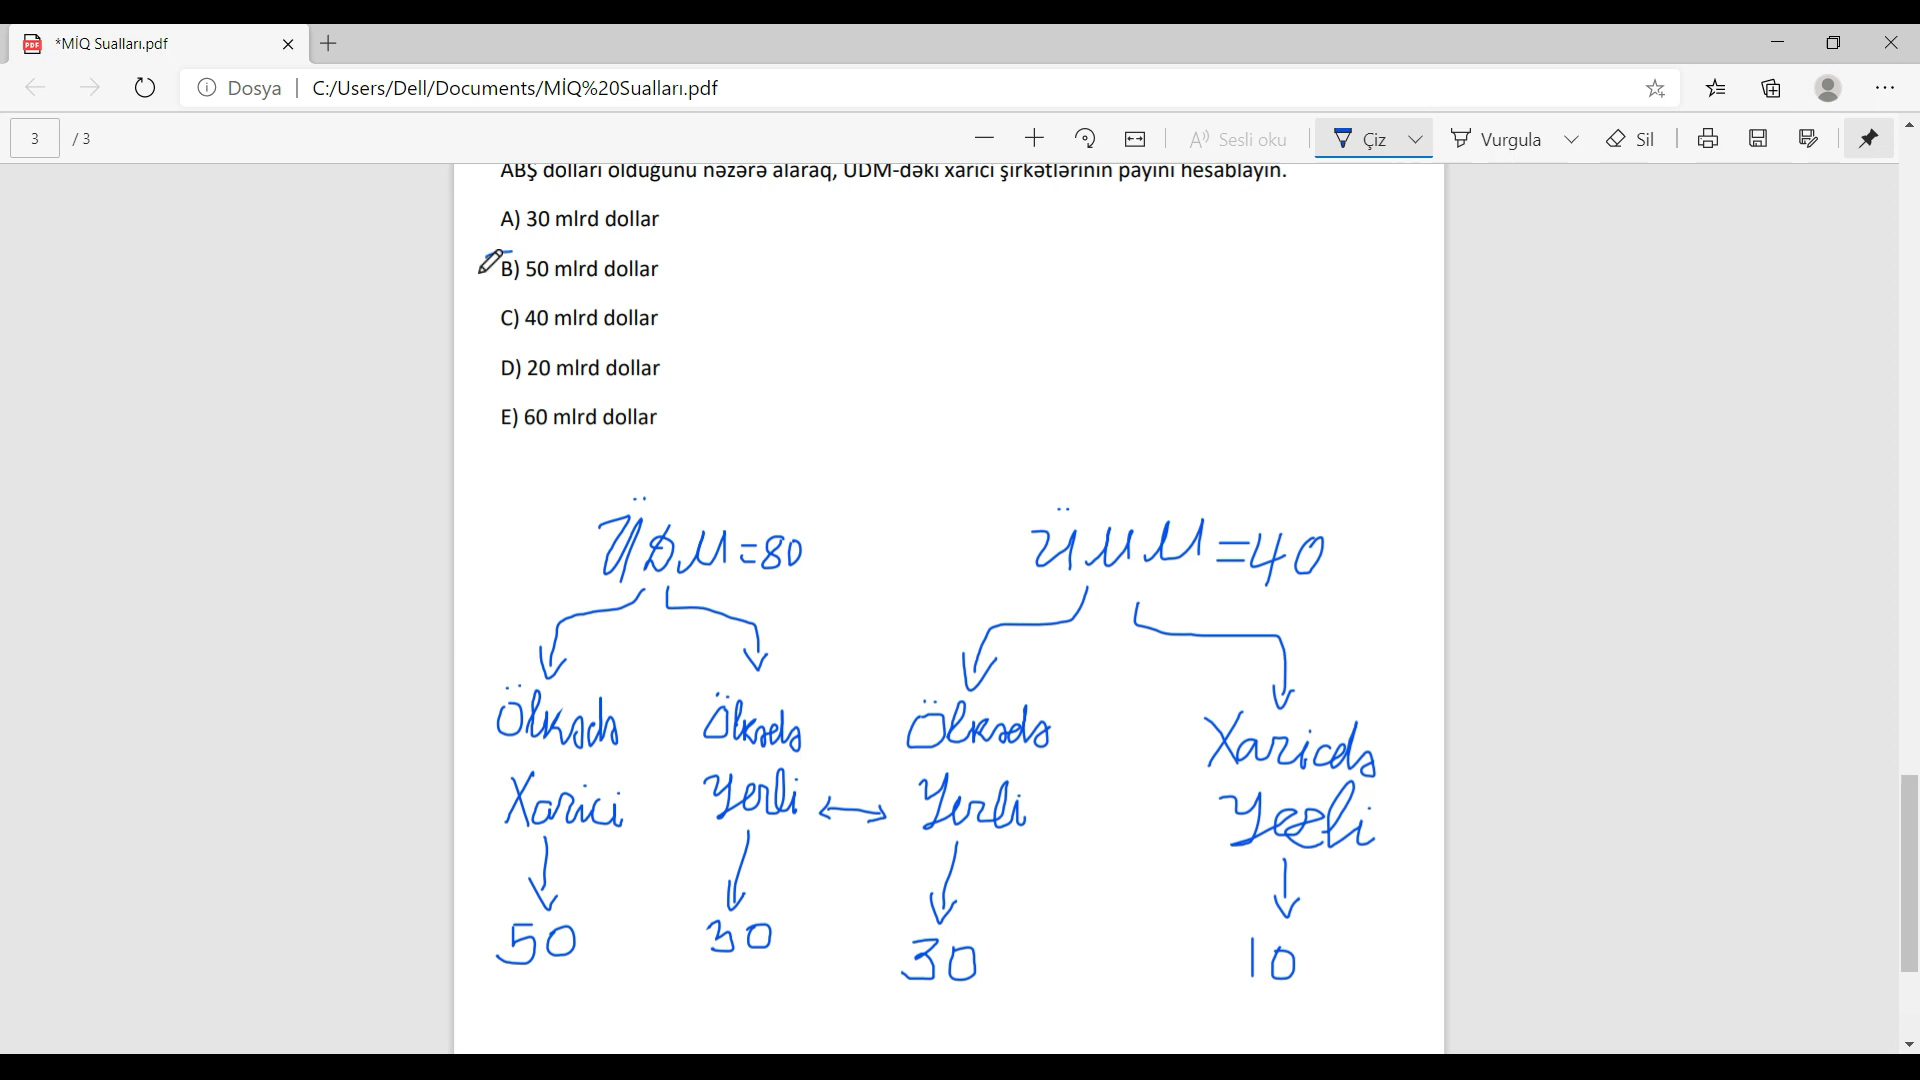 *MİQ Sualları.pdf
Dosya | C:/Users/Dell/Documents/MİQ%20Sualları.pdf
3 / 3
Sesli oku
Çiz
Vurgula
Sil
ABŞ dolları olduğunu nəzərə alaraq, ÜDM-dəki xarici şirkətlərinin payını hesablayın.
A) 30 mlrd dollar
B) 50 mlrd dollar
C) 40 mlrd dollar
D) 20 mlrd dollar
E) 60 mlrd dollar
ÜDM=80 ÜMM=40
Ölkədə Ölkədə Ölkədə Xaricdə
Xarici Yerli Yerli Yerli
50 30 30 10